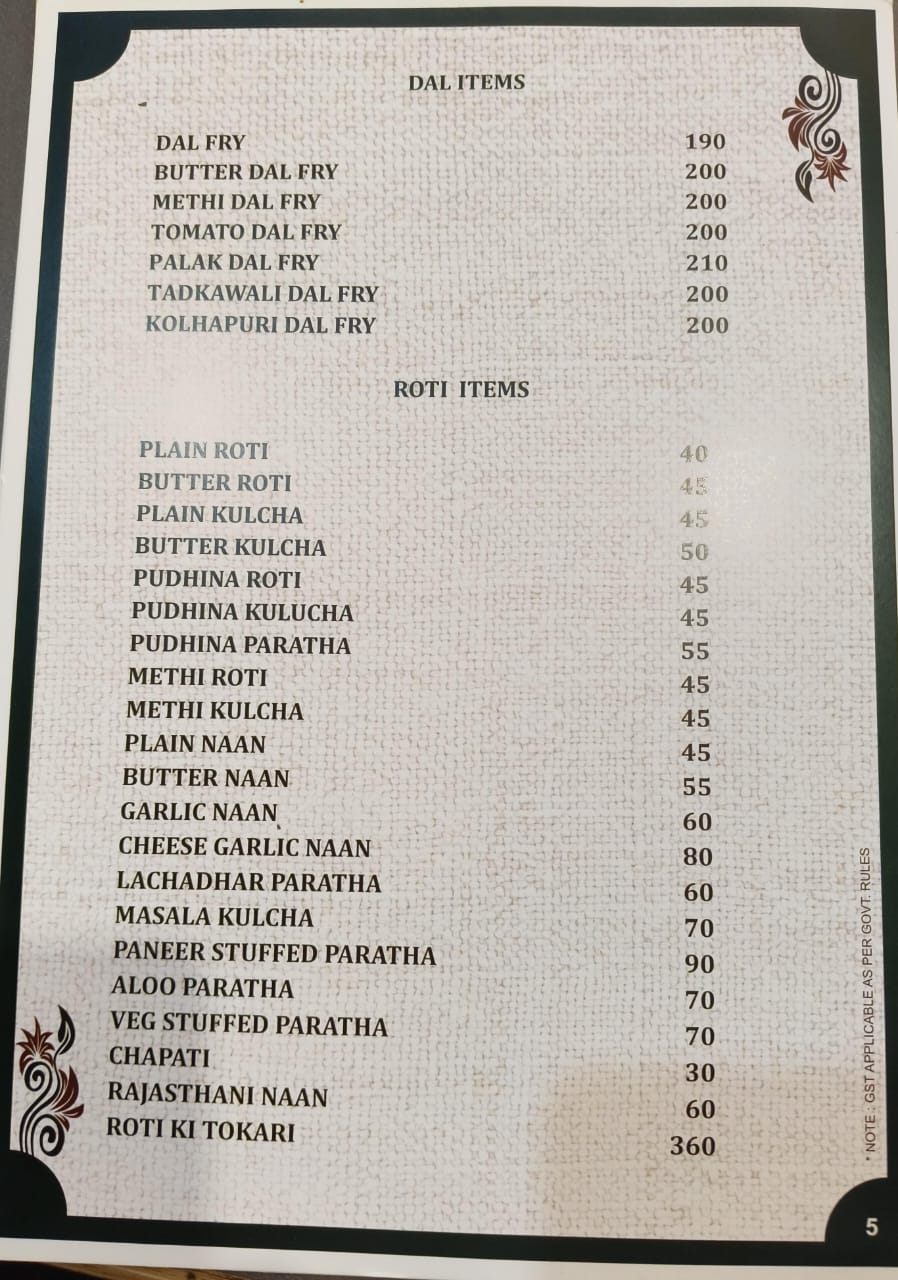 DAL ITEMS
DAL FRY 190
BUTTER DAL FRY 200
METHI DAL FRY 200
TOMATO DAL FRY 200
PALAK DAL FRY 210
TADKAWALI DAL FRY 200
KOLHAPURI DAL FRY 200
ROTI ITEMS
PLAIN ROTI 40
BUTTER ROTI 45
PLAIN KULCHA 45
BUTTER KULCHA 50
PUDHINA ROTI 45
PUDHINA KULUCHA 45
PUDHINA PARATHA 55
METHI ROTI 45
METHI KULCHA 45
PLAIN NAAN 45
BUTTER NAAN 55
GARLIC NAAN 60
CHEESE GARLIC NAAN 80
LACHADHAR PARATHA 60
MASALA KULCHA 70
PANEER STUFFED PARATHA 90
ALOO PARATHA 70
VEG STUFFED PARATHA 70
CHAPATI 30
RAJASTHANI NAAN 60
ROTI KI TOKARI 360
* NOTE : GST APPLICABLE AS PER GOVT. RULES
5